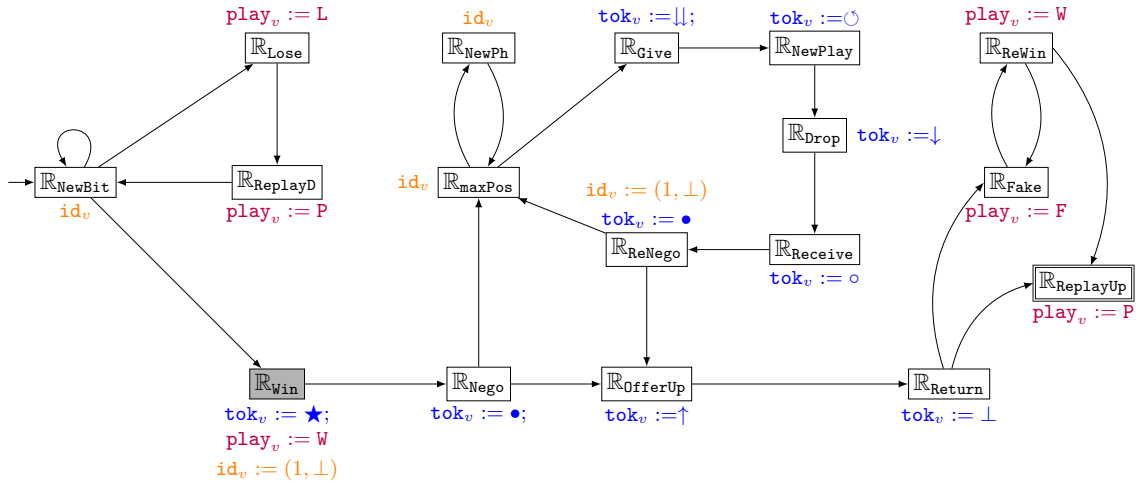 play_v := L
ℝ_Lose
ℝ_NewBit
id_v
ℝ_ReplayD
play_v := P
ℝ_Win
tok_v := ★;
play_v := W
id_v := (1, ⊥)
id_v
ℝ_NewPh
id_v
ℝ_maxPos
ℝ_Nego
tok_v := •;
tok_v :=⇊;
ℝ_Give
tok_v :=↺
ℝ_NewPlay
ℝ_Drop
tok_v :=↓
id_v := (1, ⊥)
tok_v := •
ℝ_ReNego
ℝ_Receive
tok_v := ∘
ℝ_OfferUp
tok_v :=↑
play_v := W
ℝ_ReWin
ℝ_Fake
play_v := F
ℝ_ReplayUp
play_v := P
ℝ_Return
tok_v := ⊥